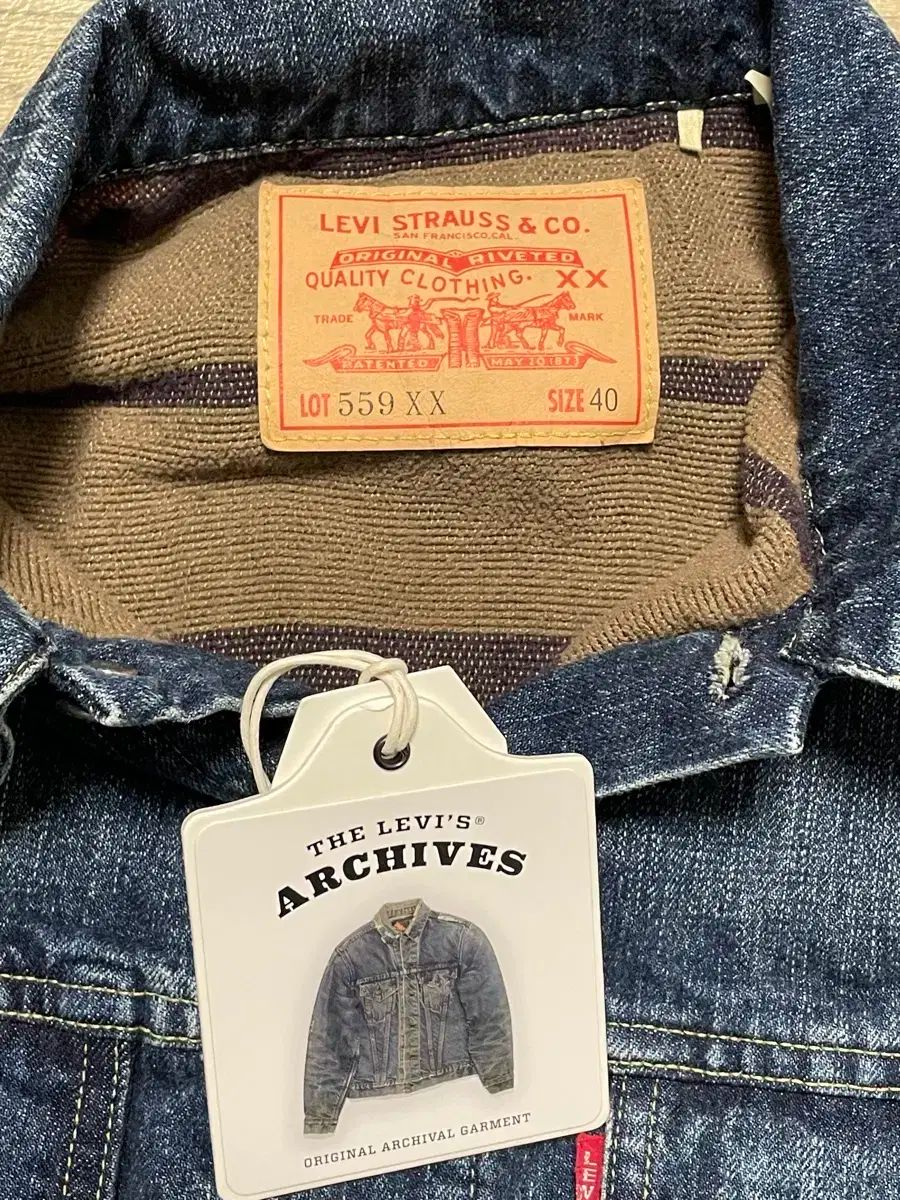 LEVI STRAUSS & CO.
SAN FRANCISCO, CAL.
ORIGINAL RIVETED
QUALITY CLOTHING. XX
TRADE MARK
PATENTED MAY 20 1873
LOT 559 XX SIZE 40
THE LEVI'S®
ARCHIVES
ORIGINAL ARCHIVAL GARMENT
LEV